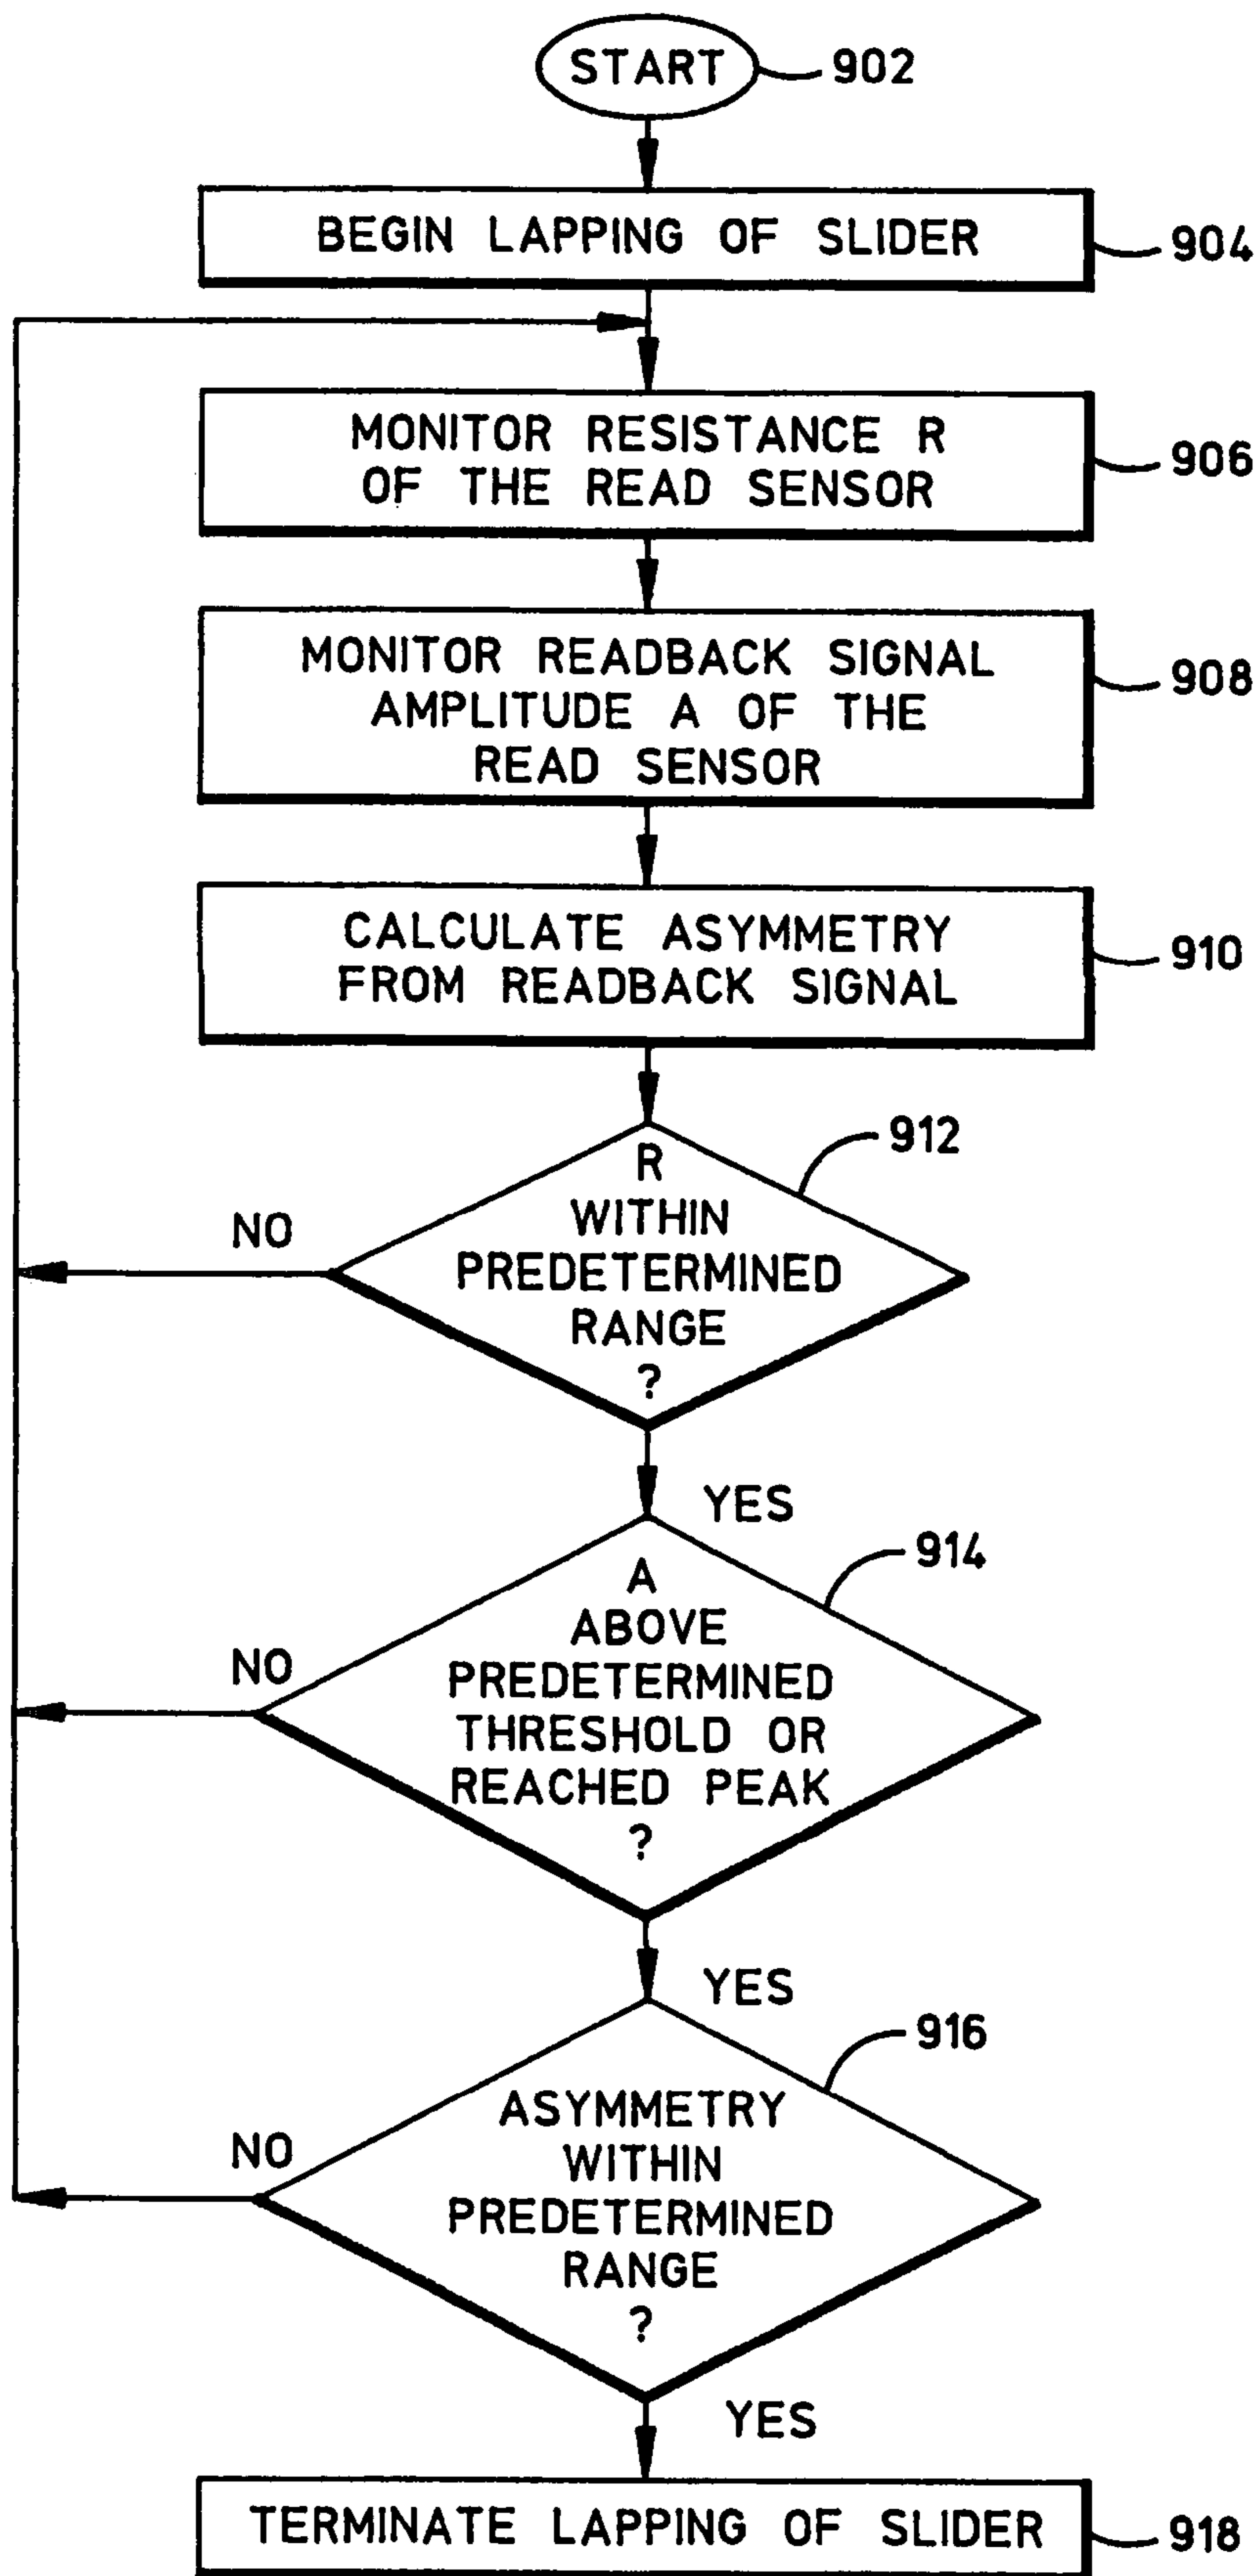 START
902
BEGIN LAPPING OF SLIDER
904
MONITOR RESISTANCE R
OF THE READ SENSOR
906
MONITOR READBACK SIGNAL
AMPLITUDE A OF THE
READ SENSOR
908
CALCULATE ASYMMETRY
FROM READBACK SIGNAL
910
R
WITHIN
PREDETERMINED
RANGE
?
912
NO
YES
A
ABOVE
PREDETERMINED
THRESHOLD OR
REACHED PEAK
?
914
NO
YES
ASYMMETRY
WITHIN
PREDETERMINED
RANGE
?
916
NO
YES
TERMINATE LAPPING OF SLIDER
918